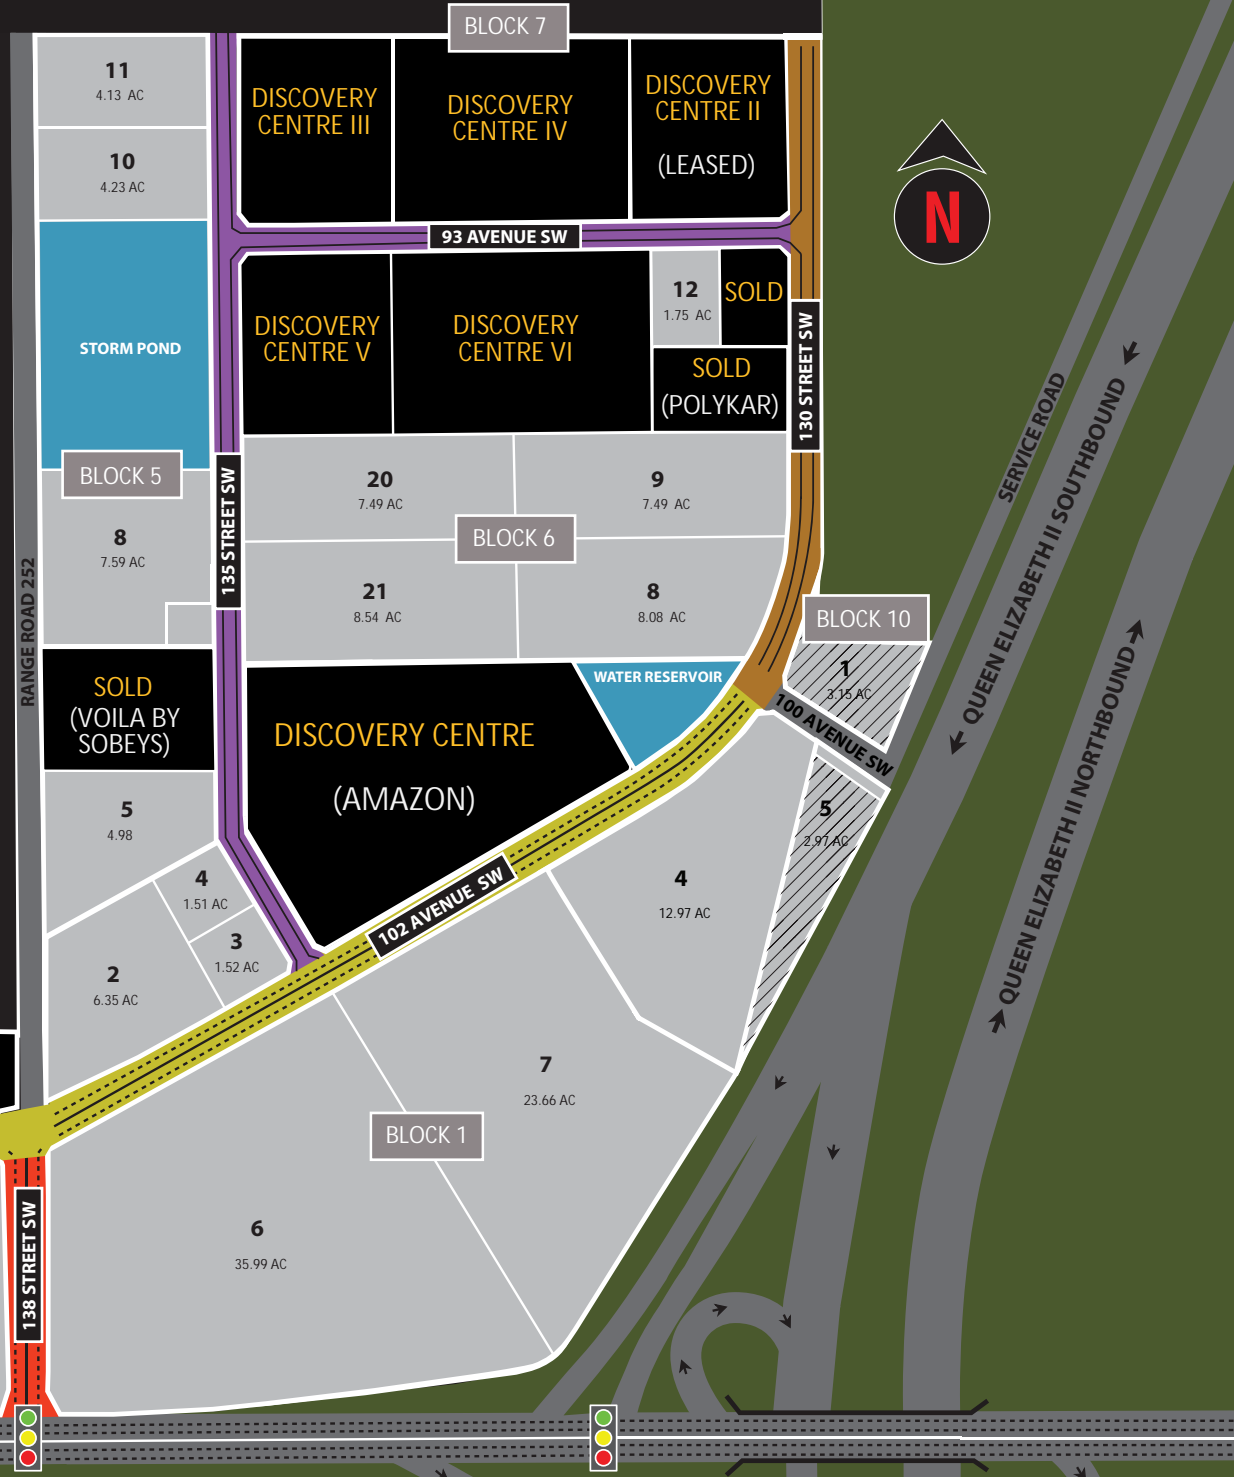 BLOCK 7
11
4.13 AC
10
4.23 AC
STORM POND
BLOCK 5
8
7.59 AC
SOLD
(VOILA BY
SOBEYS)
5
4.98
4
1.51 AC
3
1.52 AC
2
6.35 AC
RANGE ROAD 252
135 STREET SW
DISCOVERY
CENTRE III
DISCOVERY
CENTRE IV
DISCOVERY
CENTRE II
(LEASED)
93 AVENUE SW
DISCOVERY
CENTRE V
DISCOVERY
CENTRE VI
12
1.75 AC
SOLD
SOLD
(POLYKAR)
130 STREET SW
20
7.49 AC
9
7.49 AC
BLOCK 6
21
8.54 AC
8
8.08 AC
WATER RESERVOIR
DISCOVERY CENTRE
(AMAZON)
102 AVENUE SW
BLOCK 10
1
3.15 AC
100 AVENUE SW
5
2.97 AC
4
12.97 AC
7
23.66 AC
BLOCK 1
6
35.99 AC
138 STREET SW
N
SERVICE ROAD
QUEEN ELIZABETH II SOUTHBOUND
QUEEN ELIZABETH II NORTHBOUND